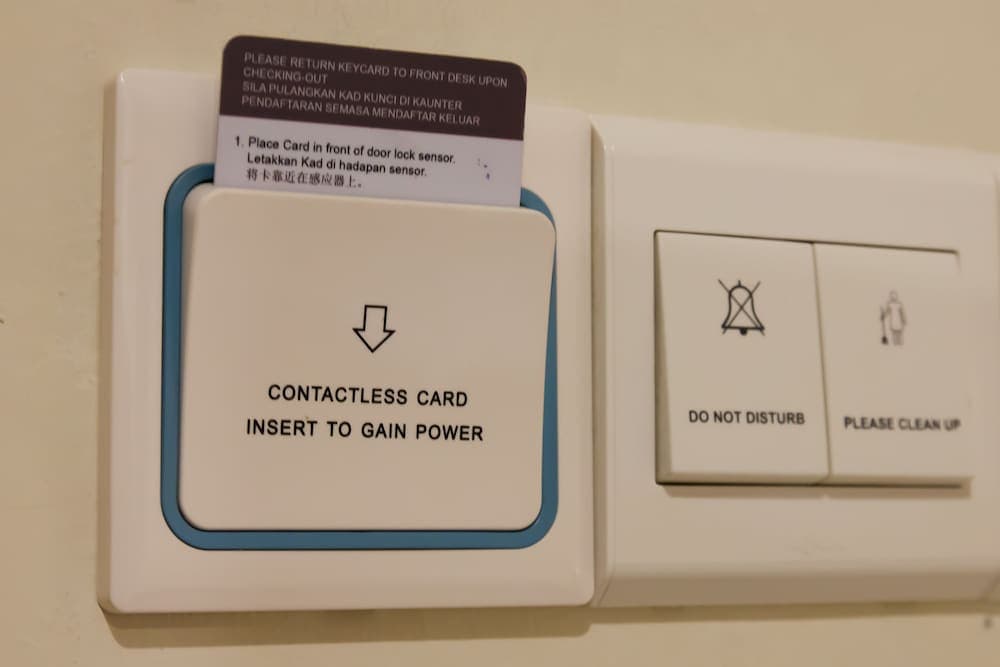 PLEASE RETURN KEYCARD TO FRONT DESK UPON
CHECKING-OUT
SILA PULANGKAN KAD KUNCI DI KAUNTER
PENDAFTARAN SEMASA MENDAFTAR KELUAR
1. Place Card in front of door lock sensor.
Letakkan Kad di hadapan sensor.
将卡靠近在感应器上。
CONTACTLESS CARD
INSERT TO GAIN POWER
DO NOT DISTURB
PLEASE CLEAN UP